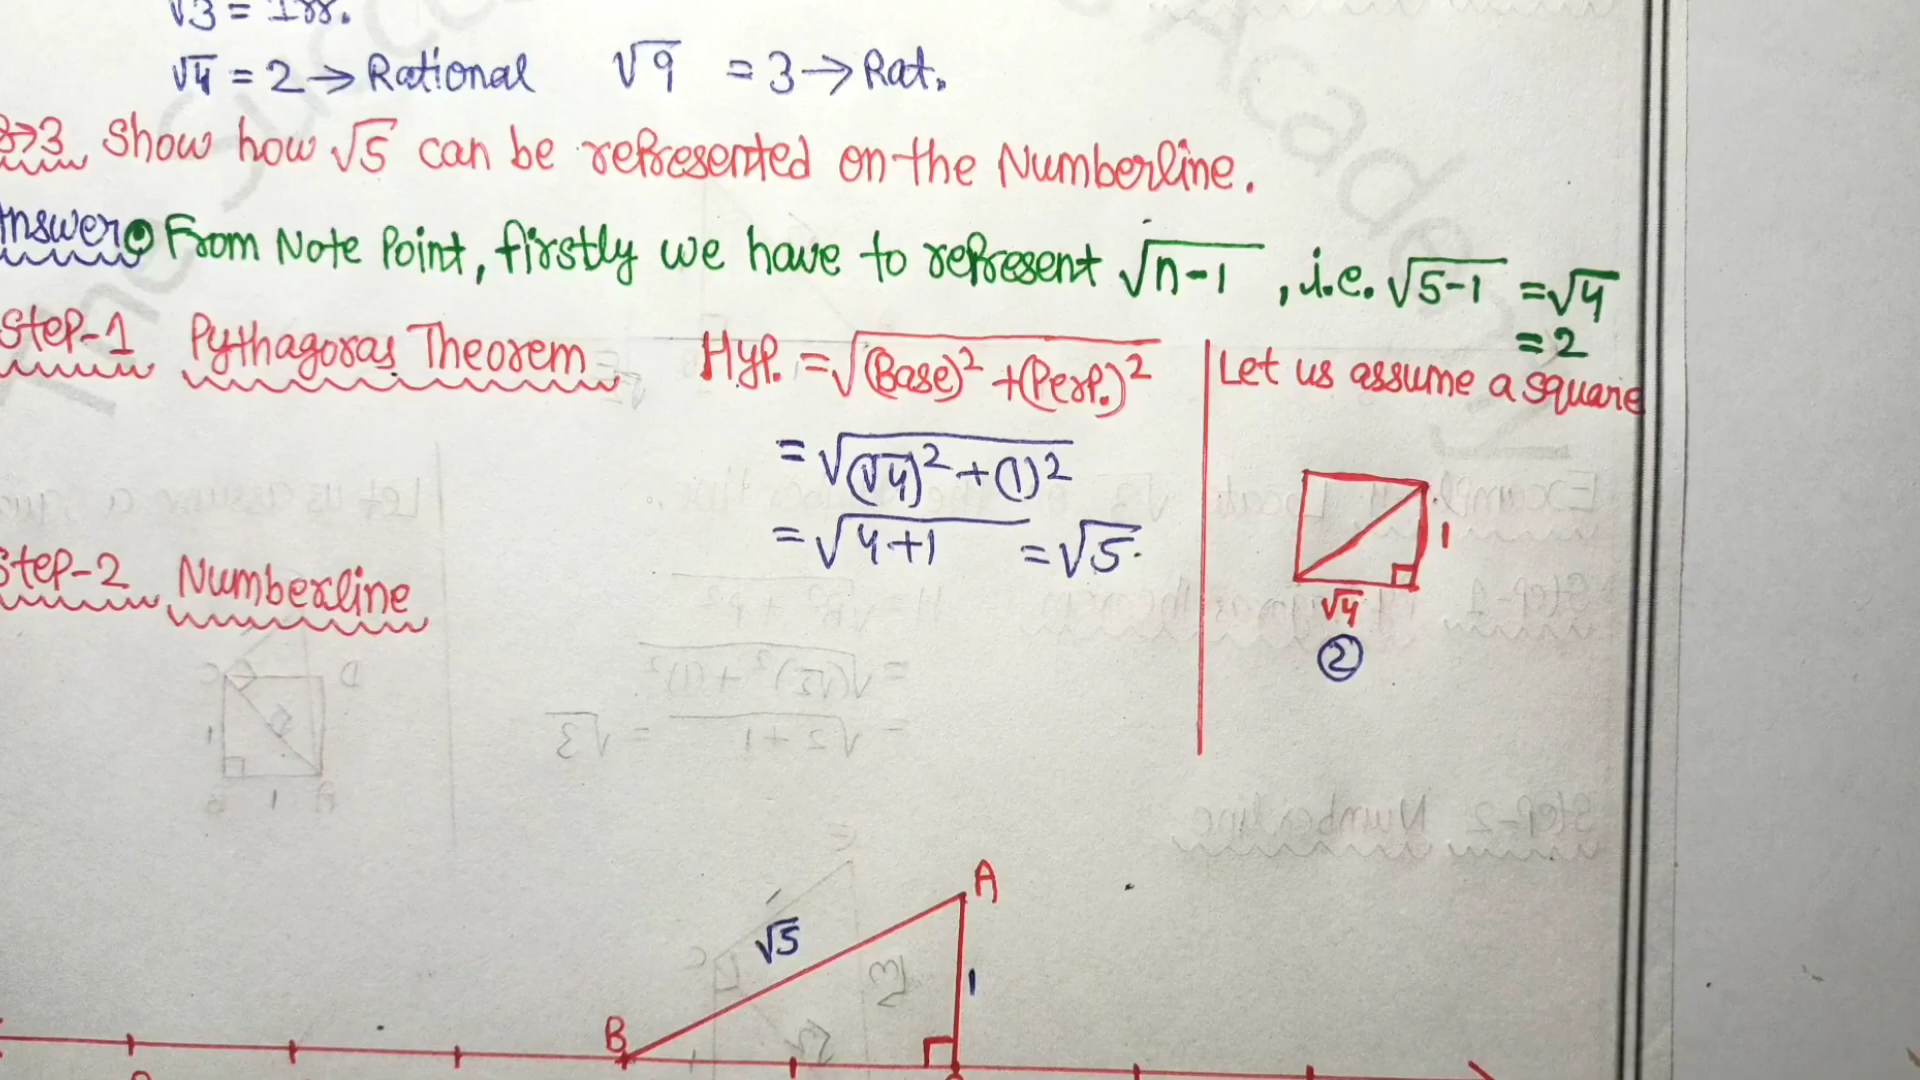 √3 = Irr.
√4 = 2 → Rational √9 = 3 → Rat.
3 Show how √5 can be represented on the Numberline.
Answer From Note Point, firstly we have to represent √n-1, i.e. √5-1 = √4
= 2
Step-1 Pythagoras Theorem Hyp. = √(Base)² + (Perp.)²
= √(√4)² + (1)²
= √4+1 = √5.
Let us assume a square
1
√4
2
Step-2 Numberline
A
√5
1
B